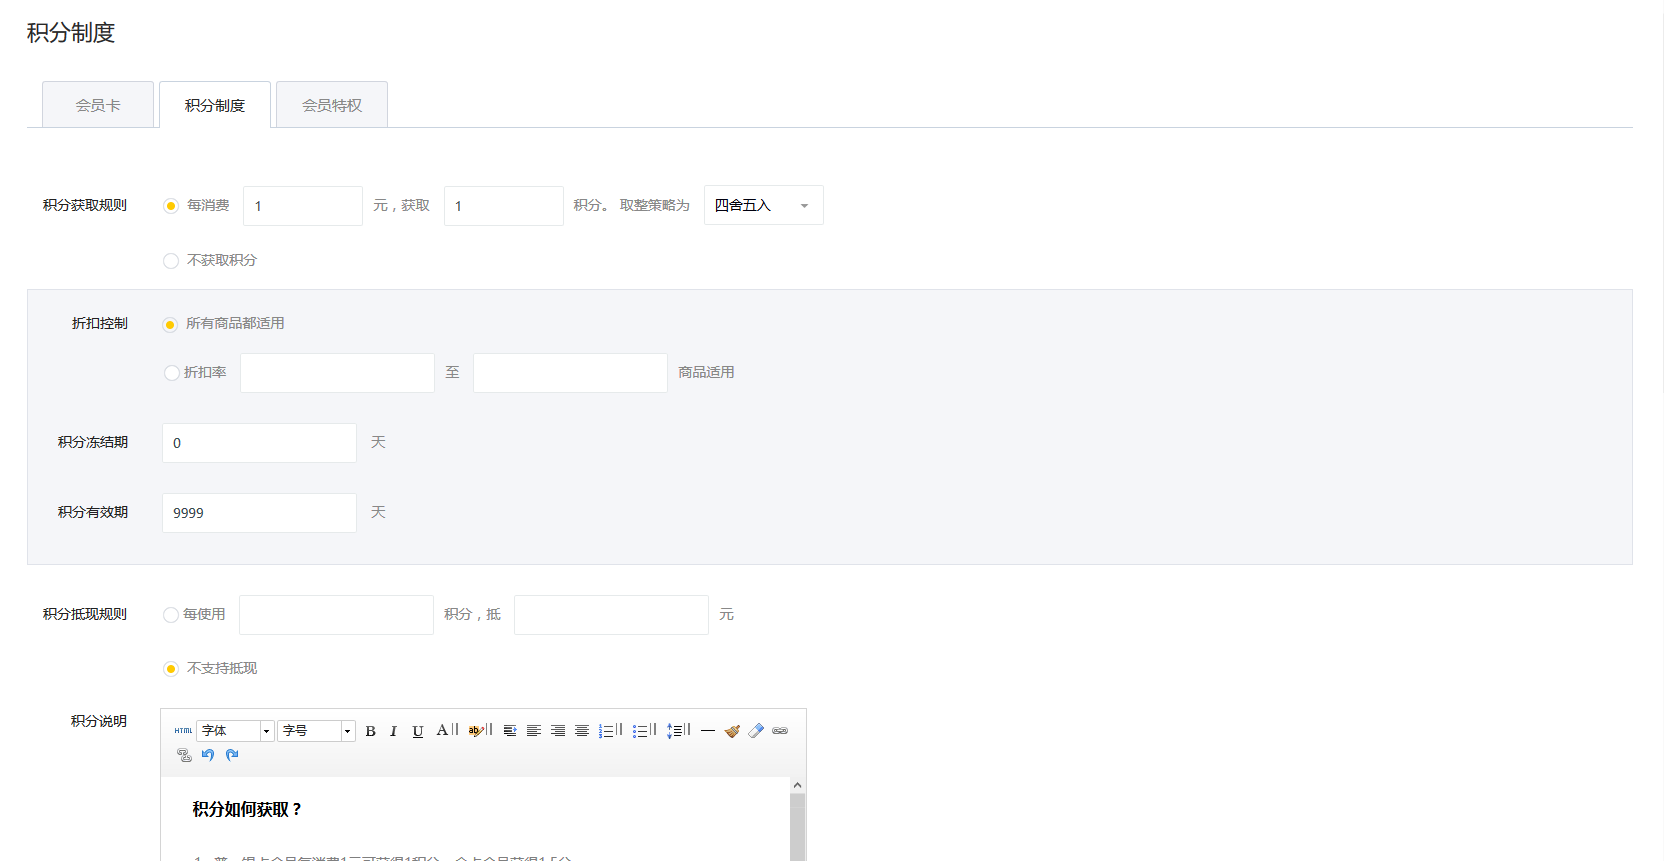 积分制度
会员卡 积分制度 会员特权
积分获取规则 每消费 1 元，获取 1 积分。 取整策略为 四舍五入
不获取积分
折扣控制 所有商品都适用
折扣率 至 商品适用
积分冻结期 0 天
积分有效期 9999 天
积分抵现规则 每使用 积分，抵 元
不支持抵现
积分说明
HTML 字体 字号 B I U A ab
积分如何获取？